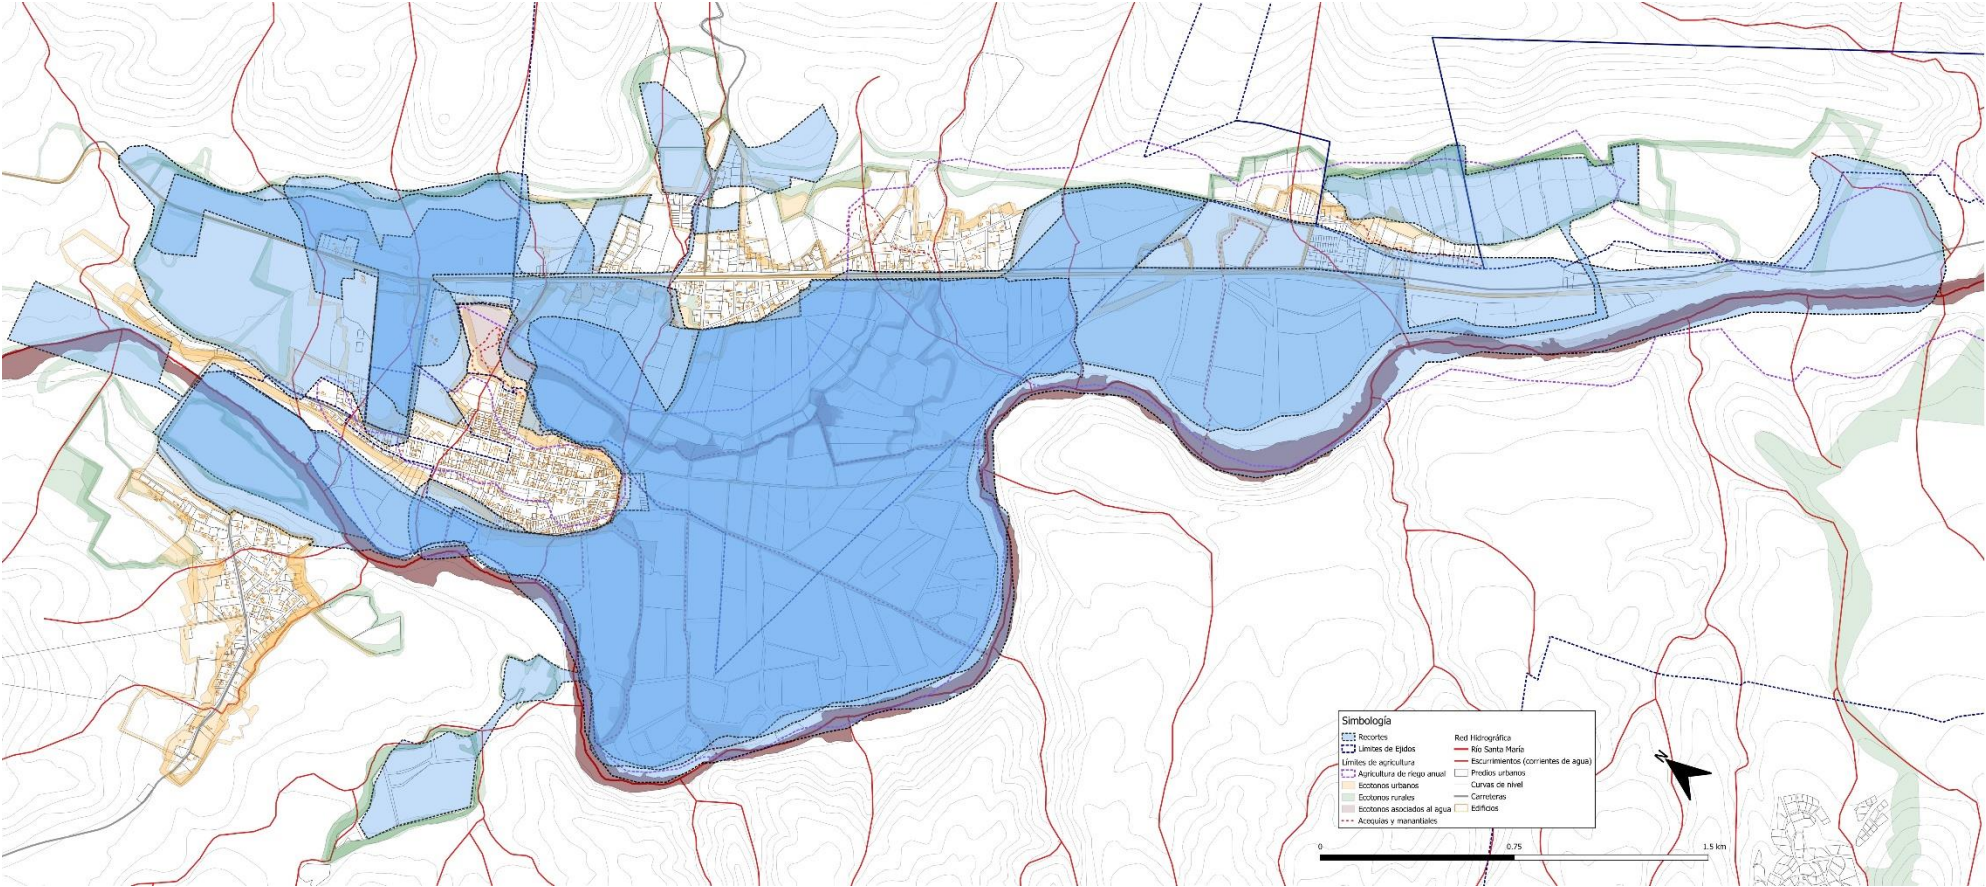 Simbología
Recortes
Límites de Ejidos
Límites de agricultura
Agricultura de riego anual
Ecotonos urbanos
Ecotonos rurales
Ecotonos asociados al agua
Acequias y manantiales
Red Hidrográfica
Río Santa María
Escurrimientos (corrientes de agua)
Predios urbanos
Curvas de nivel
Carreteras
Edificios
N
0 0.75 1.5 km